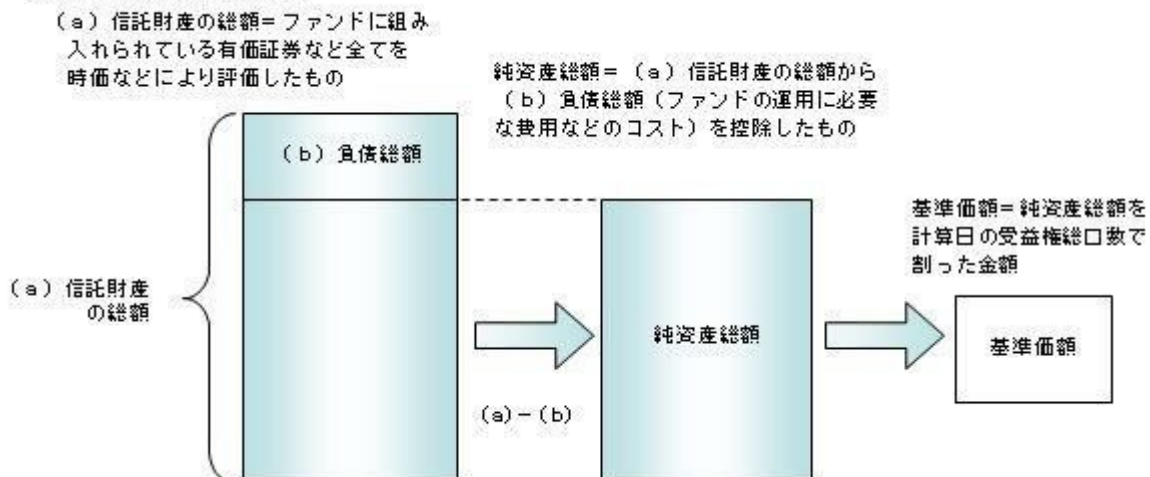 (a)信託財産の総額=ファンドに組み
入れられている有価証券など全てを
時価などにより評価したもの
純資産総額=(a)信託財産の総額から
(b)負債総額(ファンドの運用に必要
な費用などのコスト)を控除したもの
(b)負債総額
基準価額=純資産総額を
計算日の受益権総口数で
割った金額
(a)信託財産
の総額
純資産総額
基準価額
(a)-(b)